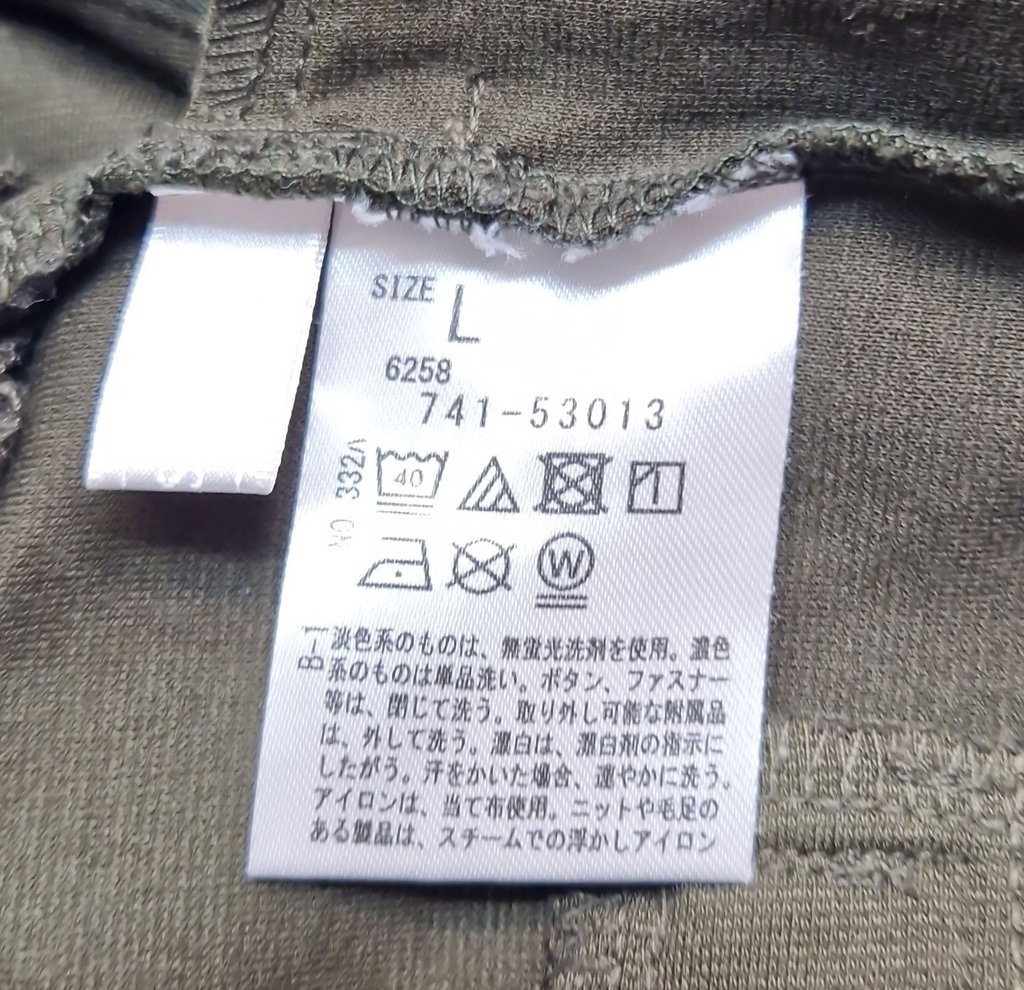 SIZE L
6258
741-53013
40
W
NO 332
B-1
淡色系のものは、無蛍光洗剤を使用。濃色
系のものは単品洗い。ボタン、ファスナー
等は、閉じて洗う。取り外し可能な附属品
は、外して洗う。漂白は、漂白剤の指示に
したがう。汗をかいた場合、速やかに洗う。
アイロンは、当て布使用。ニットや毛足の
ある製品は、スチームでの浮かしアイロン